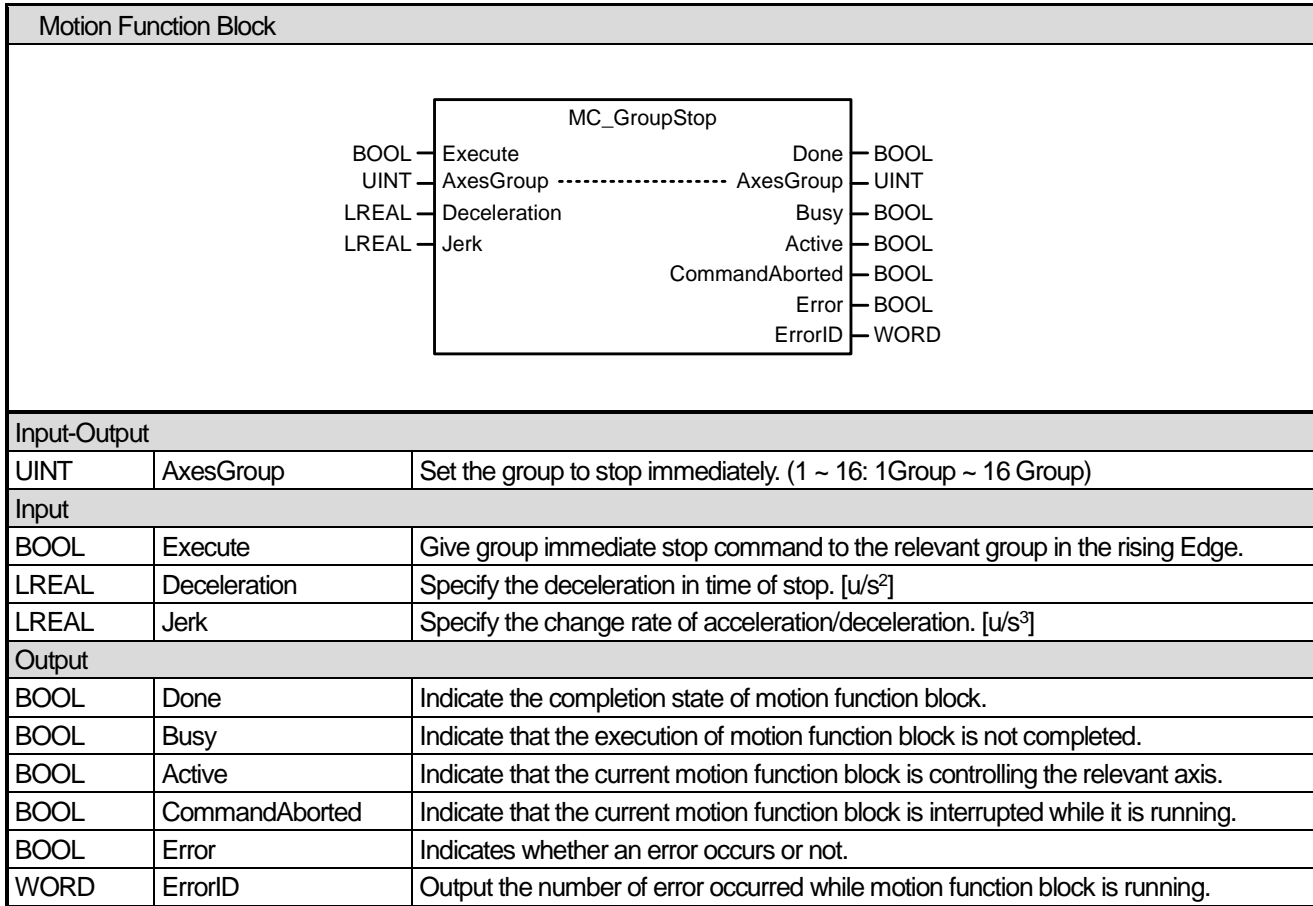 Motion Function Block
MC_GroupStop
BOOL Execute Done BOOL
UINT AxesGroup AxesGroup UINT
LREAL Deceleration Busy BOOL
LREAL Jerk Active BOOL
CommandAborted BOOL
Error BOOL
ErrorID WORD
Input-Output
UINT AxesGroup Set the group to stop immediately. (1 ~ 16: 1Group ~ 16 Group)
Input
BOOL Execute Give group immediate stop command to the relevant group in the rising Edge.
LREAL Deceleration Specify the deceleration in time of stop. [u/s²]
LREAL Jerk Specify the change rate of acceleration/deceleration. [u/s³]
Output
BOOL Done Indicate the completion state of motion function block.
BOOL Busy Indicate that the execution of motion function block is not completed.
BOOL Active Indicate that the current motion function block is controlling the relevant axis.
BOOL CommandAborted Indicate that the current motion function block is interrupted while it is running.
BOOL Error Indicates whether an error occurs or not.
WORD ErrorID Output the number of error occurred while motion function block is running.